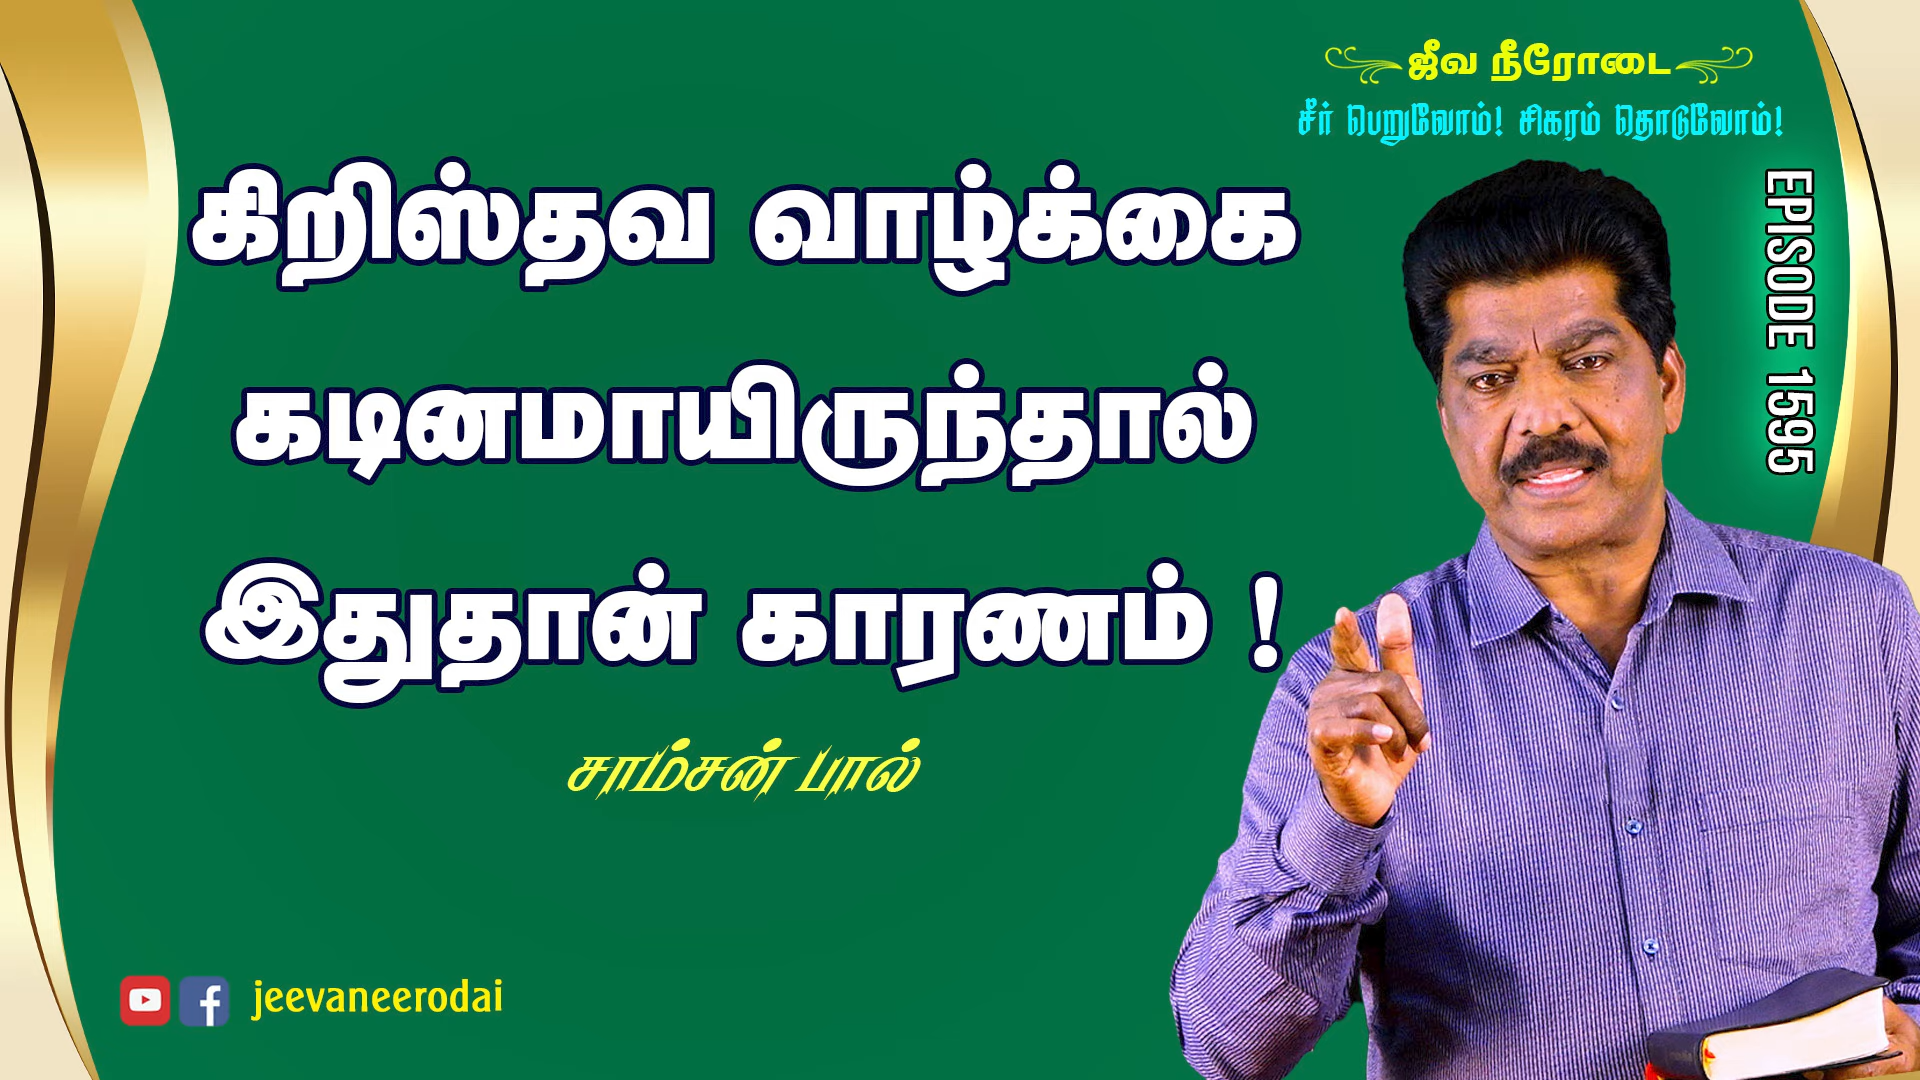 ஜீவ நீரோடை
சீர் பெறுவோம்! சிகரம் தொடுவோம்!
EPISODE 1595
கிறிஸ்தவ வாழ்க்கை
கடினமாயிருந்தால்
இதுதான் காரணம் !
சாம்சன் பால்
jeevaneerodai